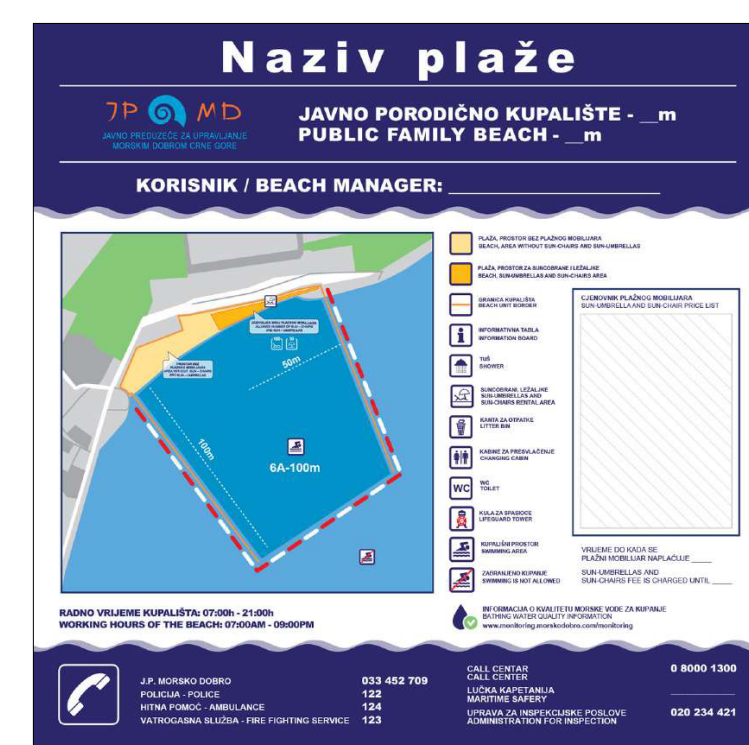 Naziv plaže
JP MD
JAVNO PREDUZEĆE ZA UPRAVLJANJE
MORSKIM DOBROM CRNE GORE
JAVNO PORODIČNO KUPALIŠTE - __m
PUBLIC FAMILY BEACH - __m
KORISNIK / BEACH MANAGER: ____________________
50m
100m
6A-100m
PLAŽA, PROSTOR BEZ PLAŽNOG MOBILIJARA
BEACH, AREA WITHOUT SUN-CHAIRS AND SUN-UMBRELLAS
PLAŽA, PROSTOR ZA SUNCOBRANE I LEŽALJKE
BEACH, SUN-UMBRELLAS AND SUN-CHAIRS AREA
GRANICA KUPALIŠTA
BEACH UNIT BORDER
INFORMATIVNA TABLA
INFORMATION BOARD
TUŠ
SHOWER
SUNCOBRANI, LEŽALJKE
SUN-UMBRELLAS AND
SUN-CHAIRS RENTAL AREA
KANTA ZA OTPATKE
LITTER BIN
KABINE ZA PRESVLAČENJE
CHANGING CABIN
WC
WC
TOILET
KULA ZA SPASIOCE
LIFEGUARD TOWER
KUPALIŠNI PROSTOR
SWIMMING AREA
ZABRANJENO KUPANJE
SWIMMING IS NOT ALLOWED
CJENOVNIK PLAŽNOG MOBILIJARA
SUN-UMBRELLAS AND SUN-CHAIR PRICE LIST
VRIJEME DO KADA SE
PLAŽNI MOBILIJAR NAPLAĆUJE ____
SUN-UMBRELLAS AND
SUN-CHAIRS FEE IS CHARGED UNTIL ____
INFORMACIJA O KVALITETU MORSKE VODE ZA KUPANJE
BATHING WATER QUALITY INFORMATION
www.monitoring.morskodobro.com/monitoring
RADNO VRIJEME KUPALIŠTA: 07:00h - 21:00h
WORKING HOURS OF THE BEACH: 07:00AM - 09:00PM
J.P. MORSKO DOBRO 033 452 709
POLICIJA - POLICE 122
HITNA POMOĆ - AMBULANCE 124
VATROGASNA SLUŽBA - FIRE FIGHTING SERVICE 123
CALL CENTAR 0 8000 1300
CALL CENTER
LUČKA KAPETANIJA __________
MARITIME SAFERY
UPRAVA ZA INSPEKCIJSKE POSLOVE 020 234 421
ADMINISTRATION FOR INSPECTION